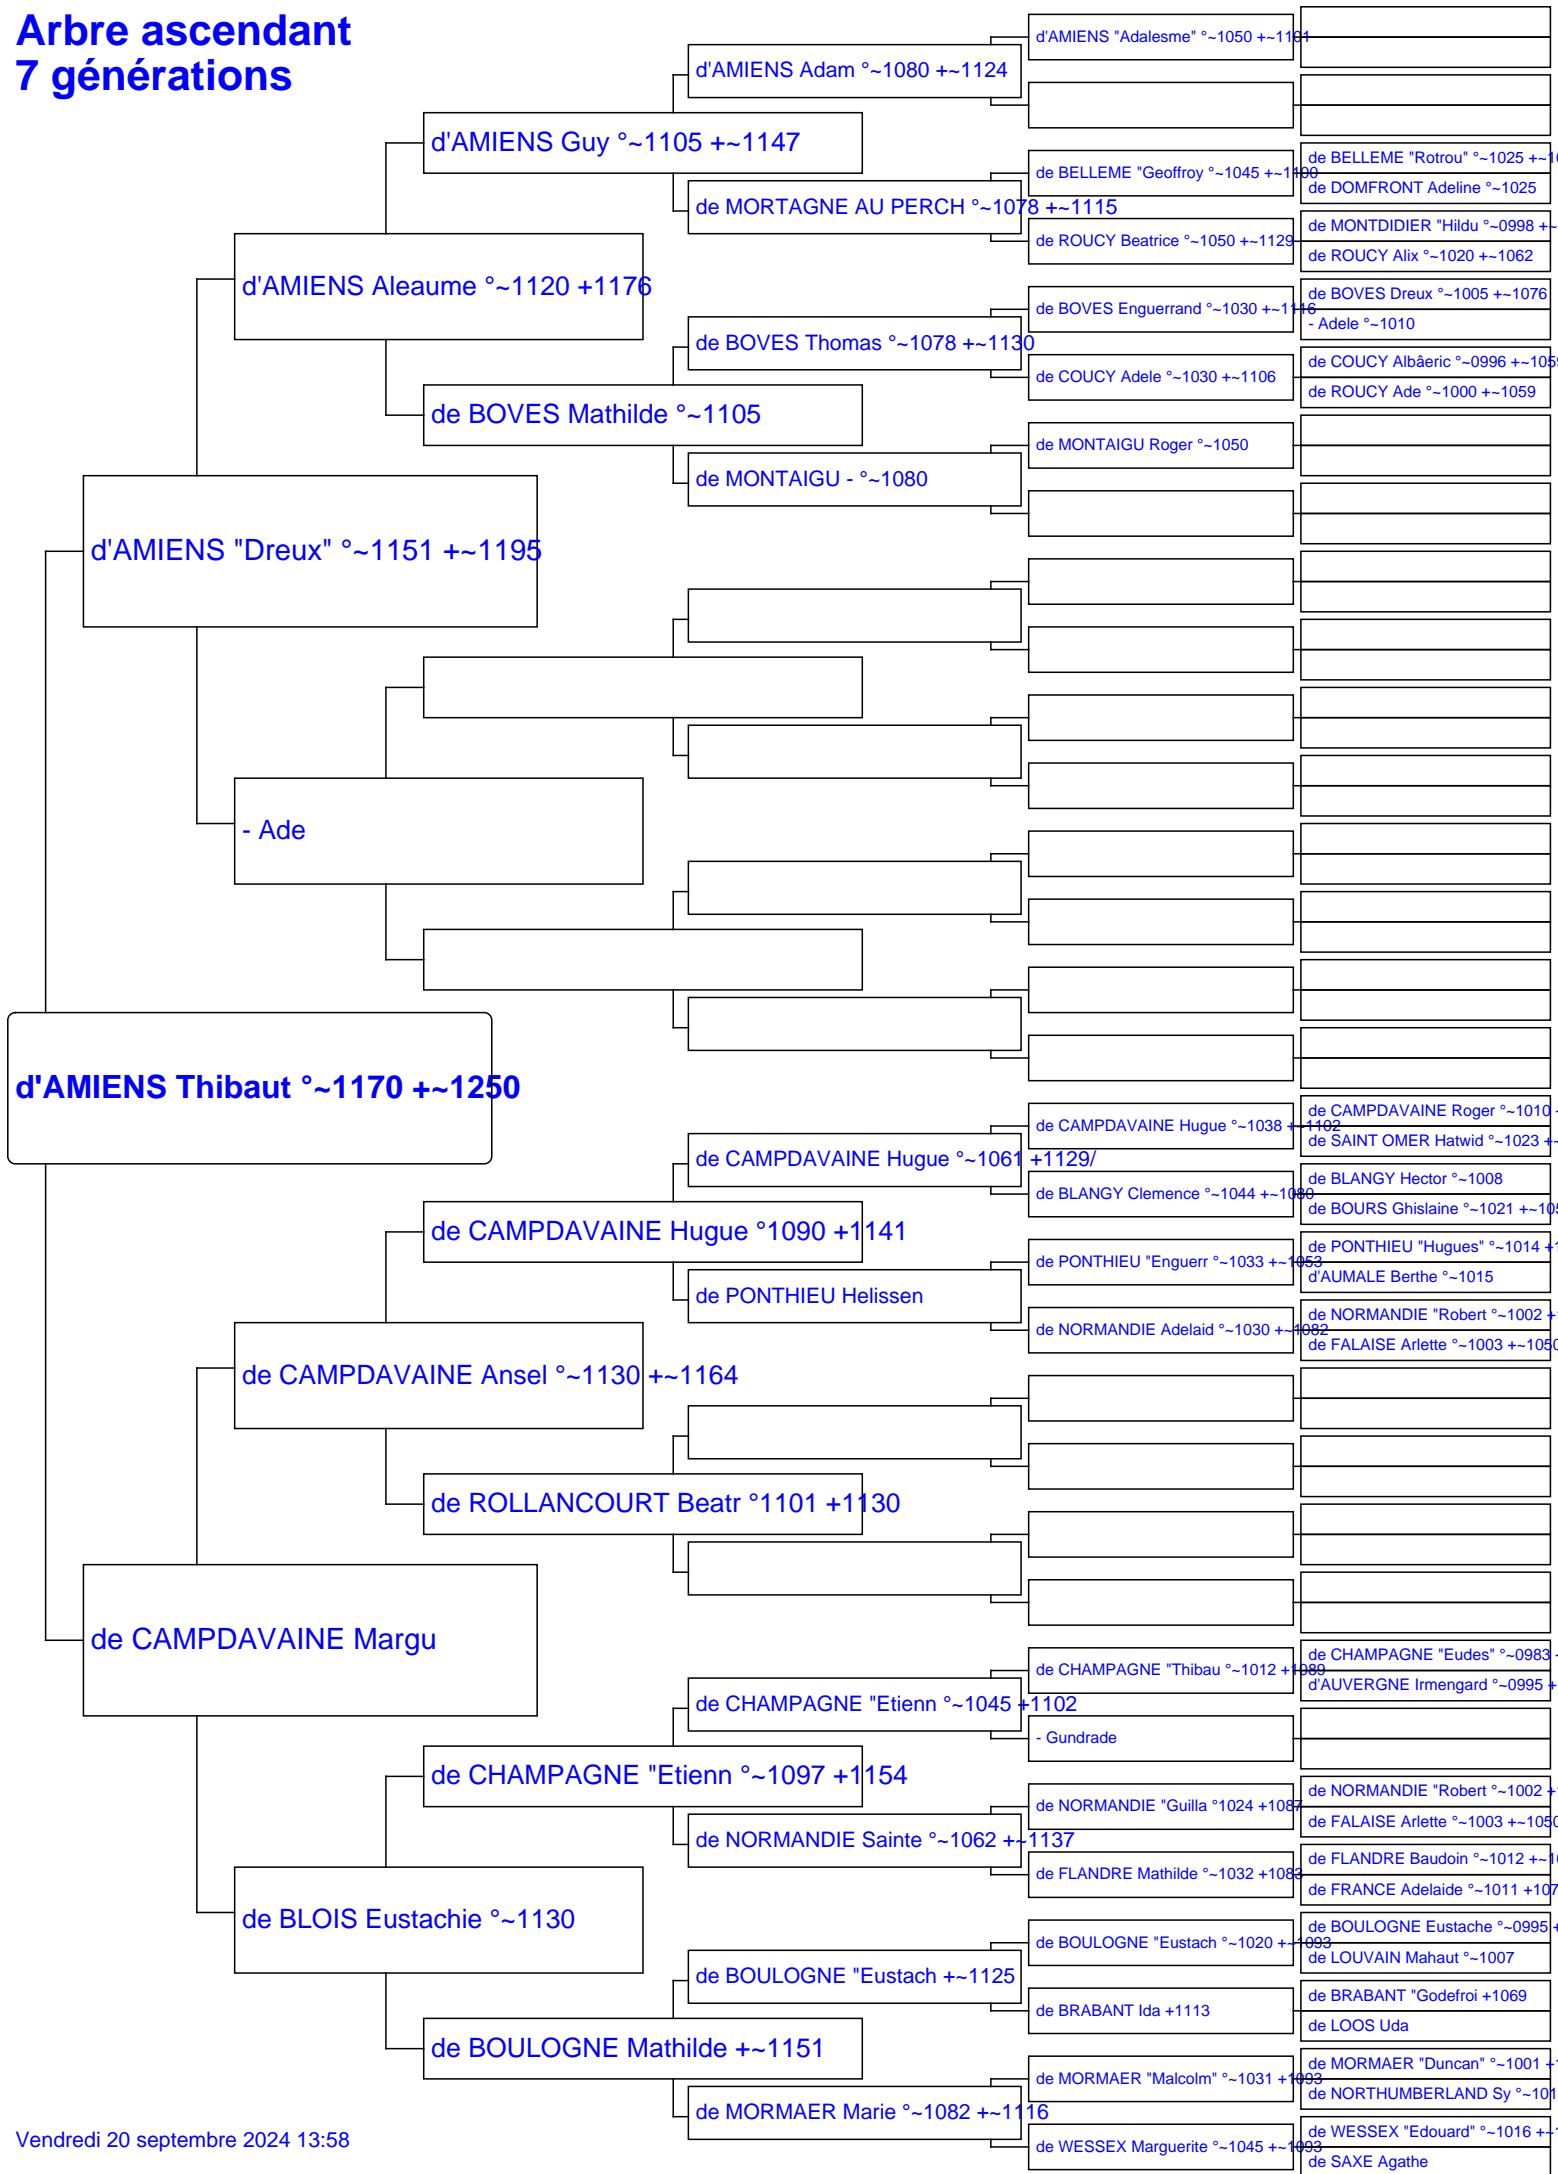 Arbre ascendant
7 générations
d'AMIENS "Adalesme" °~1050 +~1101
d'AMIENS Adam °~1080 +~1124
d'AMIENS Guy °~1105 +~1147
de BELLEME "Rotrou" °~1025 +~1
de BELLEME "Geoffroy °~1045 +~1100
de DOMFRONT Adeline °~1025
de MORTAGNE AU PERCH °~1078 +~1115
de MONTDIDIER "Hildu °~0998 +~
de ROUCY Beatrice °~1050 +~1129
de ROUCY Alix °~1020 +~1062
d'AMIENS Aleaume °~1120 +1176
de BOVES Dreux °~1005 +~1076
de BOVES Enguerrand °~1030 +~1116
- Adele °~1010
de BOVES Thomas °~1078 +~1130
de COUCY Albâeric °~0996 +~1059
de COUCY Adele °~1030 +~1106
de ROUCY Ade °~1000 +~1059
de BOVES Mathilde °~1105
de MONTAIGU Roger °~1050
de MONTAIGU - °~1080
d'AMIENS "Dreux" °~1151 +~1195
- Ade
d'AMIENS Thibaut °~1170 +~1250
de CAMPDAVAINE Roger °~1010
de CAMPDAVAINE Hugue °~1038 +~1102
de SAINT OMER Hatwid °~1023 +~
de CAMPDAVAINE Hugue °~1061 +1129/
de BLANGY Hector °~1008
de BLANGY Clemence °~1044 +~1080
de BOURS Ghislaine °~1021 +~105
de CAMPDAVAINE Hugue °1090 +1141
de PONTHIEU "Hugues" °~1014 +1
de PONTHIEU "Enguerr °~1033 +~1053
d'AUMALE Berthe °~1015
de PONTHIEU Helissen
de NORMANDIE "Robert °~1002 +
de NORMANDIE Adelaid °~1030 +~1082
de FALAISE Arlette °~1003 +~1050
de CAMPDAVAINE Ansel °~1130 +~1164
de ROLLANCOURT Beatr °1101 +1130
de CAMPDAVAINE Margu
de CHAMPAGNE "Eudes" °~0983
de CHAMPAGNE "Thibau °~1012 +1089
d'AUVERGNE Irmengard °~0995 +
de CHAMPAGNE "Etienn °~1045 +1102
- Gundrade
de CHAMPAGNE "Etienn °~1097 +1154
de NORMANDIE "Robert °~1002 +
de NORMANDIE "Guilla °1024 +1087
de FALAISE Arlette °~1003 +~1050
de NORMANDIE Sainte °~1062 +~1137
de FLANDRE Baudoin °~1012 +~1
de FLANDRE Mathilde °~1032 +1083
de FRANCE Adelaide °~1011 +107
de BLOIS Eustachie °~1130
de BOULOGNE Eustache °~0995 +
de BOULOGNE "Eustach °~1020 +~1093
de LOUVAIN Mahaut °~1007
de BOULOGNE "Eustach +~1125
de BRABANT "Godefroi +1069
de BRABANT Ida +1113
de LOOS Uda
de BOULOGNE Mathilde +~1151
de MORMAER "Duncan" °~1001 +1
de MORMAER "Malcolm" °~1031 +1093
de NORTHUMBERLAND Sy °~101
de MORMAER Marie °~1082 +~1116
de WESSEX "Edouard" °~1016 +~1
de WESSEX Marguerite °~1045 +~1093
de SAXE Agathe
Vendredi 20 septembre 2024 13:58